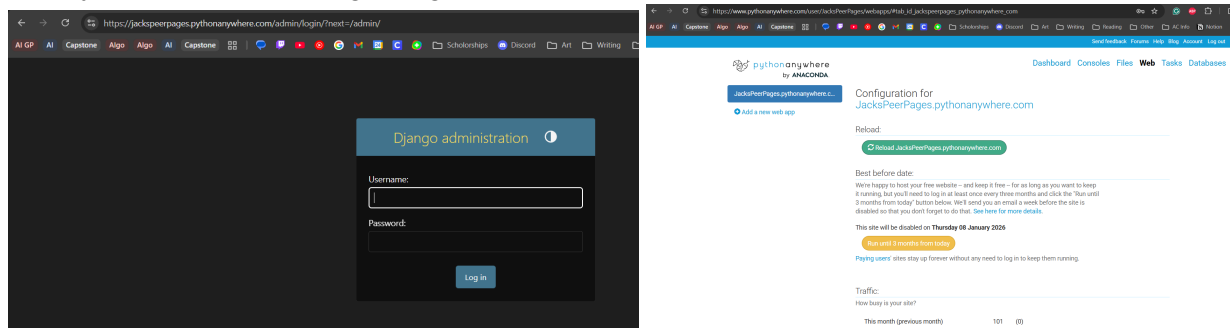 https://jackspeerpages.pythonanywhere.com/admin/login/?next=/admin/
AI GP AI Capstone Algo Algo AI Capstone Scholorships Discord Art Writing
Django administration
Username:
Password:
Log in
https://www.pythonanywhere.com/user/JacksPeerPages/webapps/#tab_id_jackspeerpages_pythonanywhere_com
AI GP AI Capstone Algo Algo AI Capstone Scholorships Discord Art Writing Reading Other AC Info Notion
Send feedback Forums Help Blog Account Log out
pythonanywhere
by ANACONDA
Dashboard Consoles Files Web Tasks Databases
JacksPeerPages.pythonanywhere.c...
Add a new web app
Configuration for
JacksPeerPages.pythonanywhere.com
Reload:
Reload JacksPeerPages.pythonanywhere.com
Best before date:
We're happy to host your free website – and keep it free – for as long as you want to keep
it running, but you'll need to log in at least once every three months and click the "Run until
3 months from today" button below. We'll send you an email a week before the site is
disabled so that you don't forget to do that. See here for more details.
This site will be disabled on Thursday 08 January 2026
Run until 3 months from today
Paying users' sites stay up forever without any need to log in to keep them running.
Traffic:
How busy is your site?
This month (previous month) 101 (0)